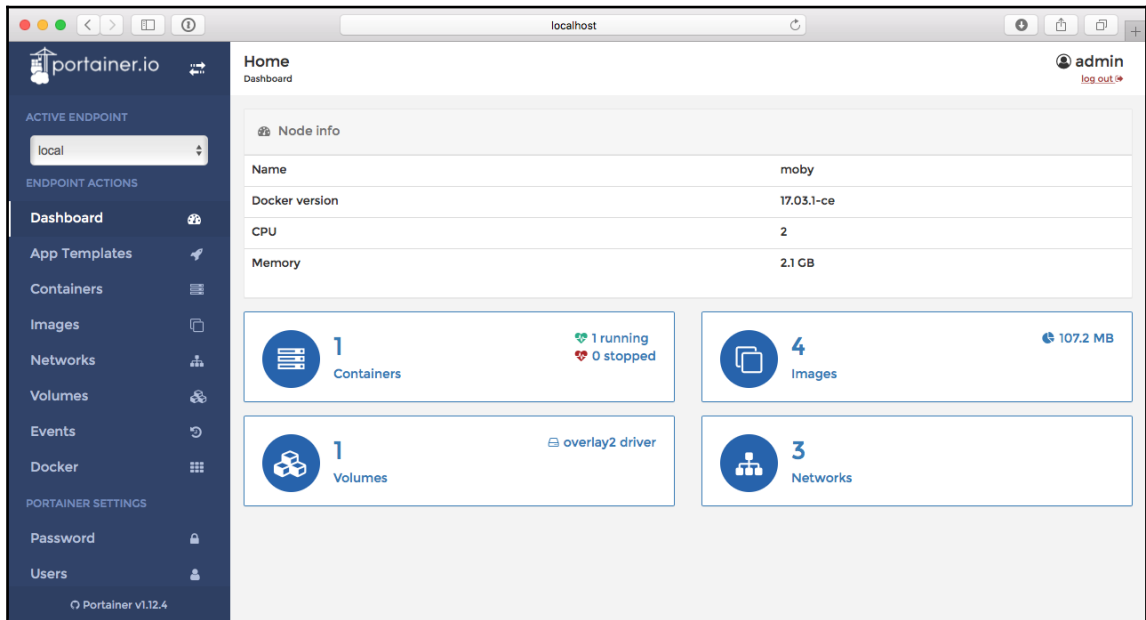 localhost
portainer.io
Home
Dashboard
admin
log out
ACTIVE ENDPOINT
local
ENDPOINT ACTIONS
Dashboard
App Templates
Containers
Images
Networks
Volumes
Events
Docker
PORTAINER SETTINGS
Password
Users
Portainer v1.12.4
Node info
Name moby
Docker version 17.03.1-ce
CPU 2
Memory 2.1 GB
1
Containers
1 running
0 stopped
4
Images
107.2 MB
1
Volumes
overlay2 driver
3
Networks